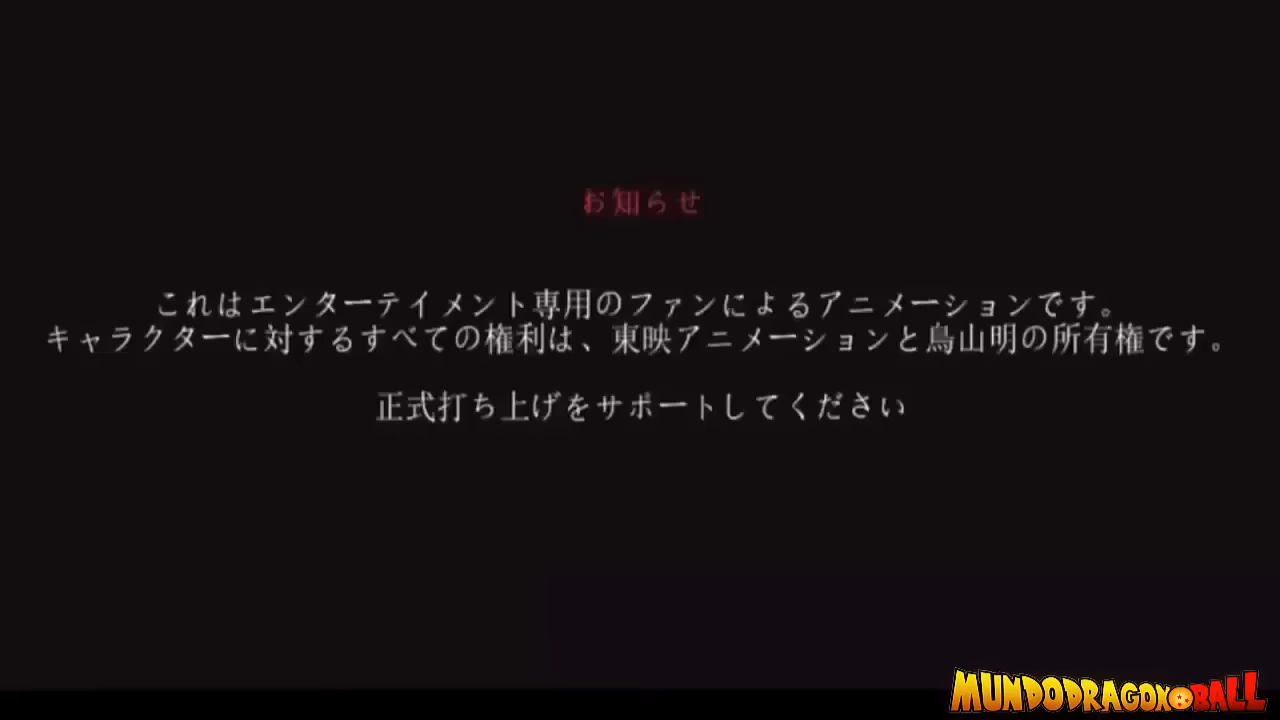 お知らせ
これはエンターテイメント専用のファンによるアニメーションです。
キャラクターに対するすべての権利は、東映アニメーションと鳥山明の所有権です。
正式打ち上げをサポートしてください
MUNDODRAGONBALL